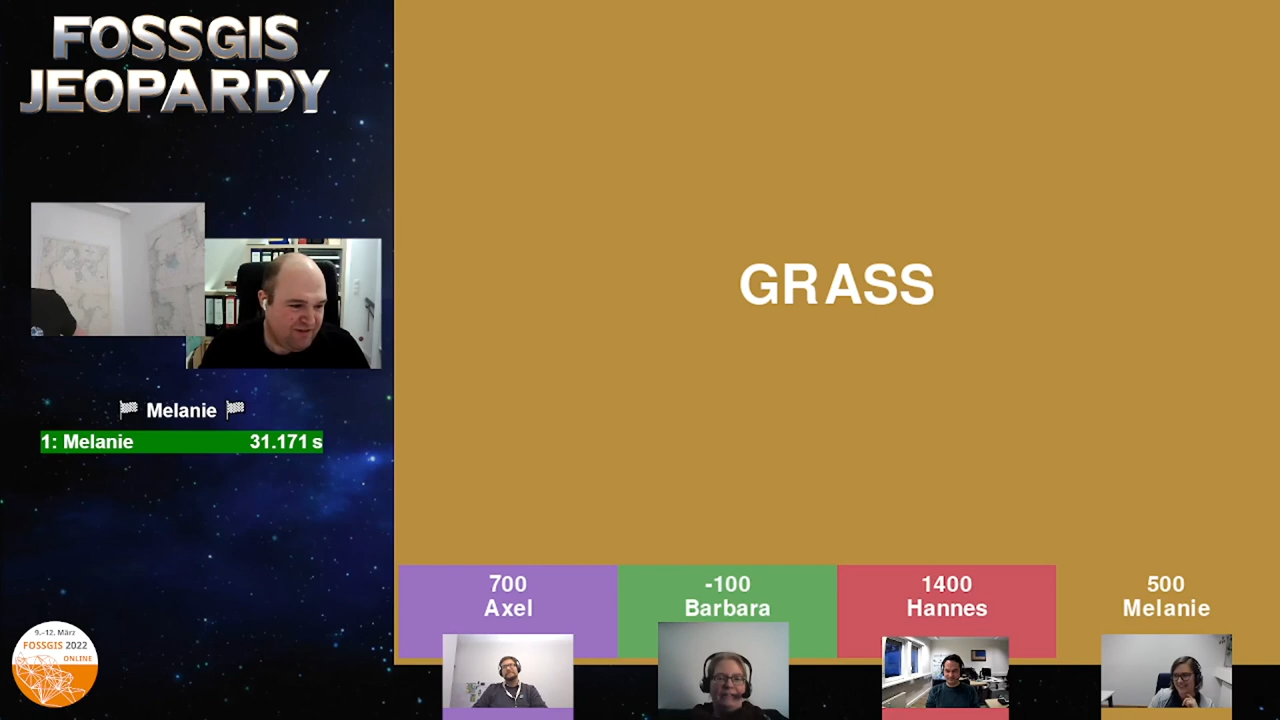 FOSSGIS
JEOPARDY
Melanie
1: Melanie 31.171 s
GRASS
700
Axel
-100
Barbara
1400
Hannes
500
Melanie
9.-12. März
FOSSGIS 2022
ONLINE